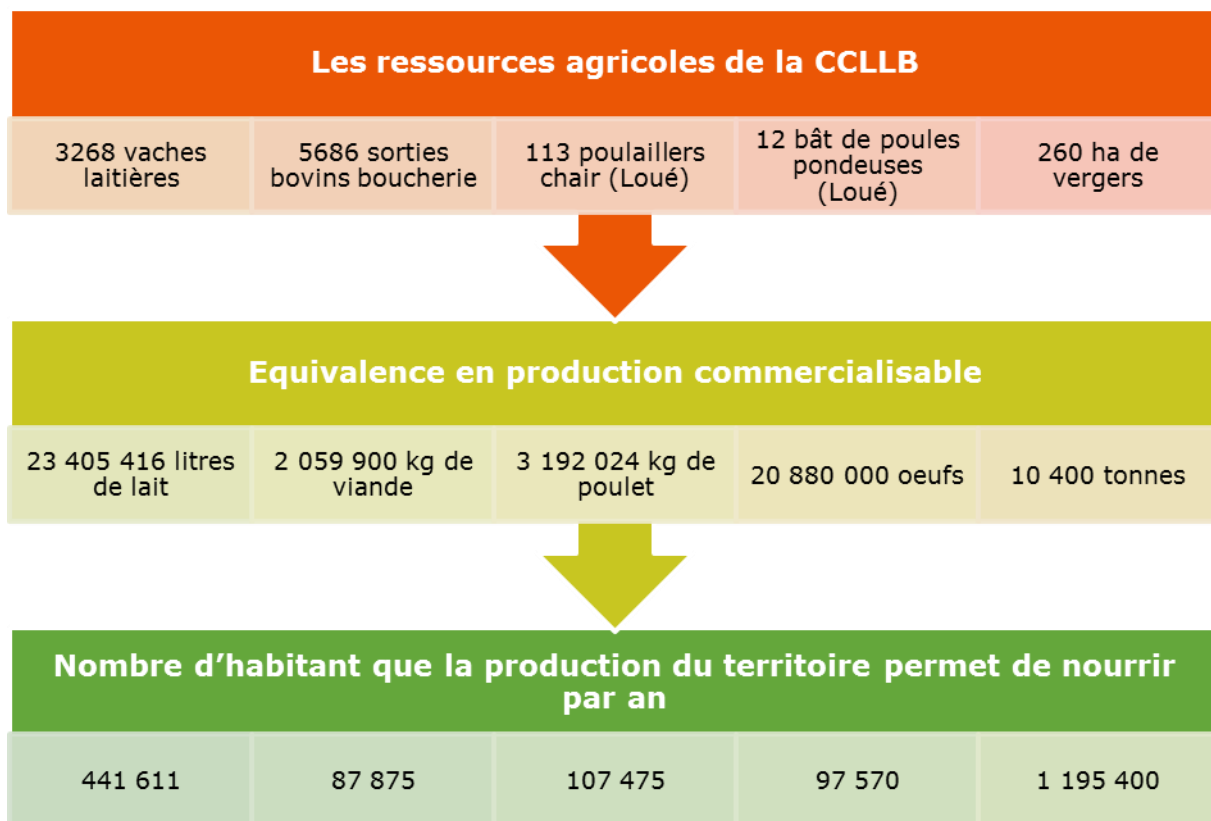 Les ressources agricoles de la CCLLB
3268 vaches
laitières
5686 sorties
bovins boucherie
113 poulaillers
chair (Loué)
12 bât de poules
pondeuses
(Loué)
260 ha de
vergers
Equivalence en production commercialisable
23 405 416 litres
de lait
2 059 900 kg de
viande
3 192 024 kg de
poulet
20 880 000 oeufs
10 400 tonnes
Nombre d’habitant que la production du territoire permet de nourrir
par an
441 611
87 875
107 475
97 570
1 195 400